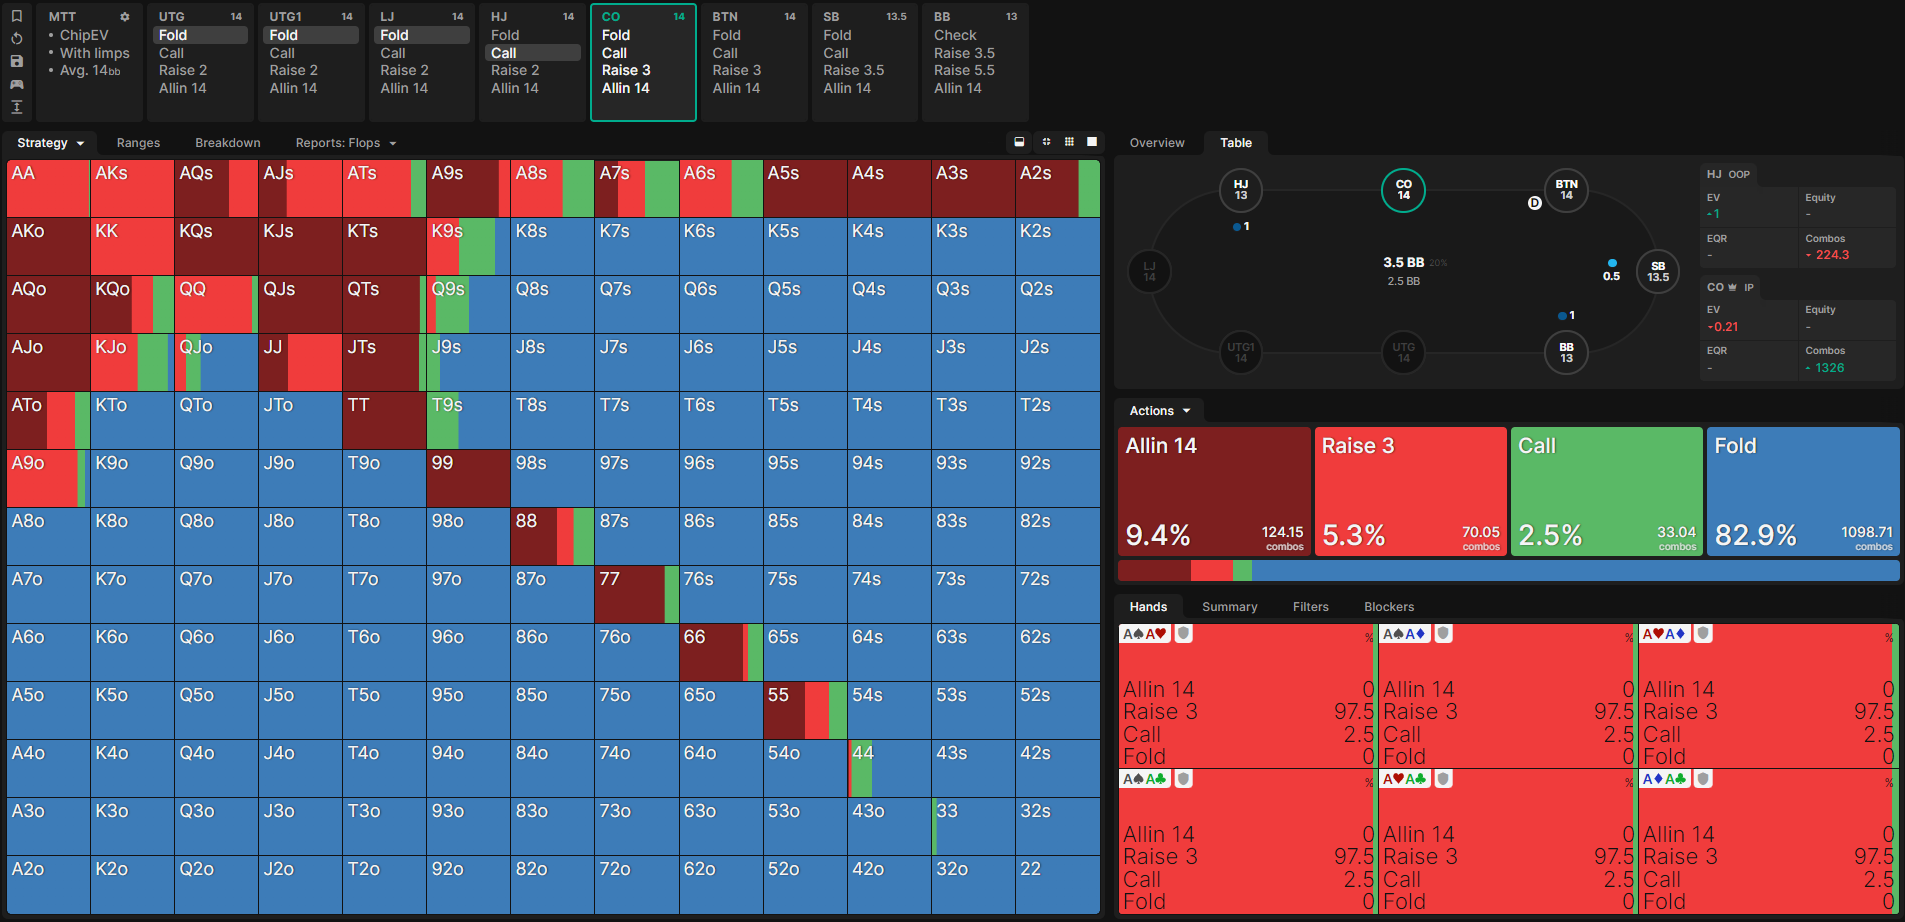 MTT
• ChipEV
• With limps
• Avg. 14bb
UTG 14
Fold
Call
Raise 2
Allin 14
UTG1 14
Fold
Call
Raise 2
Allin 14
LJ 14
Fold
Call
Raise 2
Allin 14
HJ 14
Fold
Call
Raise 2
Allin 14
CO 14
Fold
Call
Raise 3
Allin 14
BTN 14
Fold
Call
Raise 3
Allin 14
SB 13.5
Fold
Call
Raise 3.5
Allin 14
BB 13
Check
Raise 3.5
Raise 5.5
Allin 14
Strategy Ranges Breakdown Reports: Flops
AA AKs AQs AJs ATs A9s A8s A7s A6s A5s A4s A3s A2s
AKo KK KQs KJs KTs K9s K8s K7s K6s K5s K4s K3s K2s
AQo KQo QQ QJs QTs Q9s Q8s Q7s Q6s Q5s Q4s Q3s Q2s
AJo KJo QJo JJ JTs J9s J8s J7s J6s J5s J4s J3s J2s
ATo KTo QTo JTo TT T9s T8s T7s T6s T5s T4s T3s T2s
A9o K9o Q9o J9o T9o 99 98s 97s 96s 95s 94s 93s 92s
A8o K8o Q8o J8o T8o 98o 88 87s 86s 85s 84s 83s 82s
A7o K7o Q7o J7o T7o 97o 87o 77 76s 75s 74s 73s 72s
A6o K6o Q6o J6o T6o 96o 86o 76o 66 65s 64s 63s 62s
A5o K5o Q5o J5o T5o 95o 85o 75o 65o 55 54s 53s 52s
A4o K4o Q4o J4o T4o 94o 84o 74o 64o 54o 44 43s 42s
A3o K3o Q3o J3o T3o 93o 83o 73o 63o 53o 43o 33 32s
A2o K2o Q2o J2o T2o 92o 82o 72o 62o 52o 42o 32o 22
Overview Table
HJ
13
CO
14
BTN
14
D
1
LJ
14
3.5 BB 20%
2.5 BB
0.5
SB
13.5
1
UTG1
14
UTG
14
BB
13
HJ OOP
EV Equity
1 -
EQR Combos
- 224.3
CO IP
EV Equity
-0.21 -
EQR Combos
- 1326
Actions
Allin 14
9.4% 124.15
combos
Raise 3
5.3% 70.05
combos
Call
2.5% 33.04
combos
Fold
82.9% 1098.71
combos
Hands Summary Filters Blockers
A♠A♥ %
Allin 14 0
Raise 3 97.5
Call 2.5
Fold 0
A♠A♦ %
Allin 14 0
Raise 3 97.5
Call 2.5
Fold 0
A♥A♦ %
Allin 14 0
Raise 3 97.5
Call 2.5
Fold 0
A♠A♣ %
Allin 14 0
Raise 3 97.5
Call 2.5
Fold 0
A♥A♣ %
Allin 14 0
Raise 3 97.5
Call 2.5
Fold 0
A♦A♣ %
Allin 14 0
Raise 3 97.5
Call 2.5
Fold 0